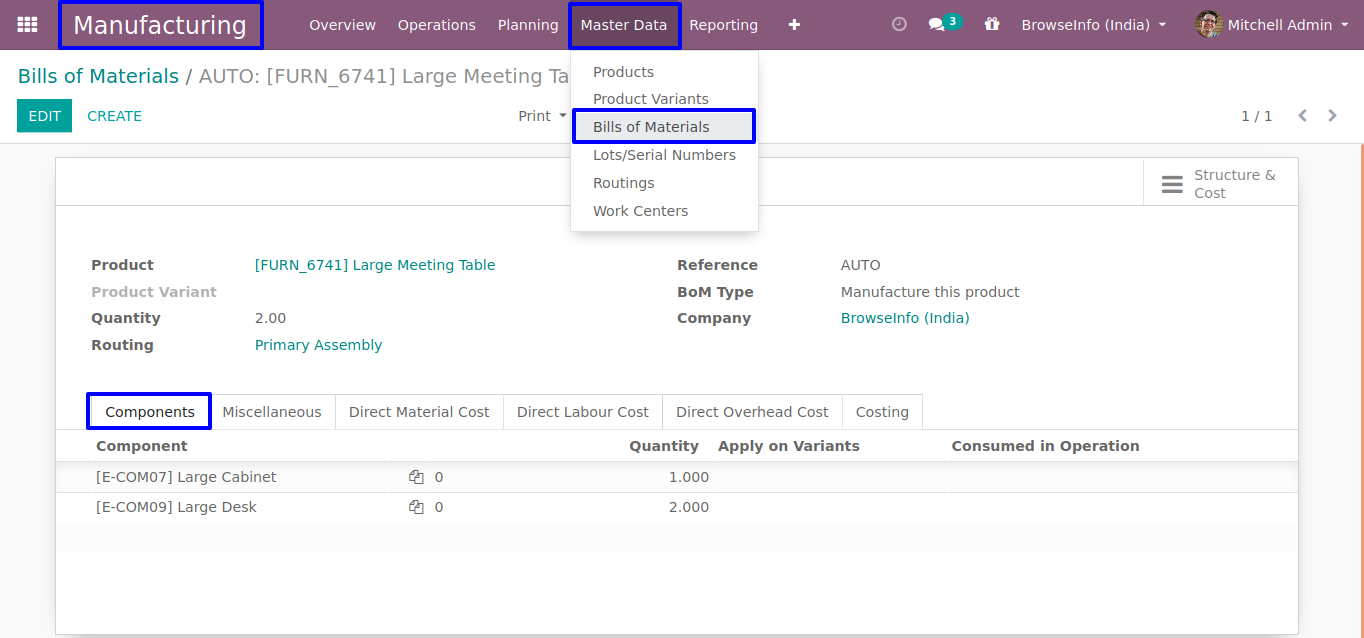 Manufacturing Overview Operations Planning Master Data Reporting 3 BrowseInfo (India) Mitchell Admin
Bills of Materials / AUTO: [FURN_6741] Large Meeting Ta
EDIT CREATE Print 1 / 1
Products
Product Variants
Bills of Materials
Lots/Serial Numbers
Routings
Work Centers
Structure &
Cost
Product [FURN_6741] Large Meeting Table Reference AUTO
Product Variant BoM Type Manufacture this product
Quantity 2.00 Company BrowseInfo (India)
Routing Primary Assembly
Components Miscellaneous Direct Material Cost Direct Labour Cost Direct Overhead Cost Costing
Component Quantity Apply on Variants Consumed in Operation
[E-COM07] Large Cabinet 0 1.000
[E-COM09] Large Desk 0 2.000